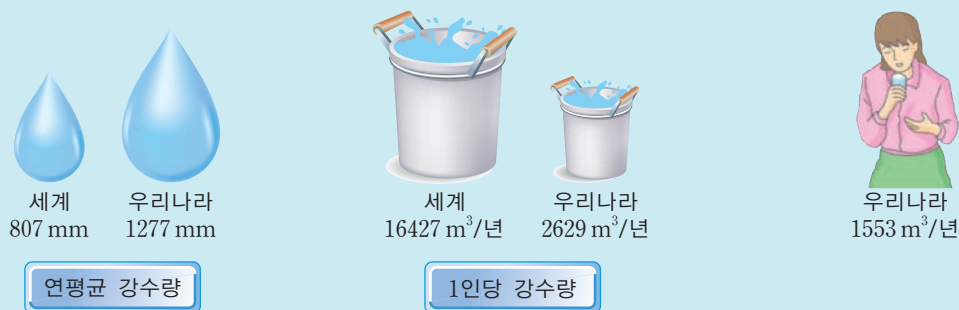 세계
807 mm
우리나라
1277 mm
연평균 강수량
세계
16427 m³/년
우리나라
2629 m³/년
1인당 강수량
우리나라
1553 m³/년